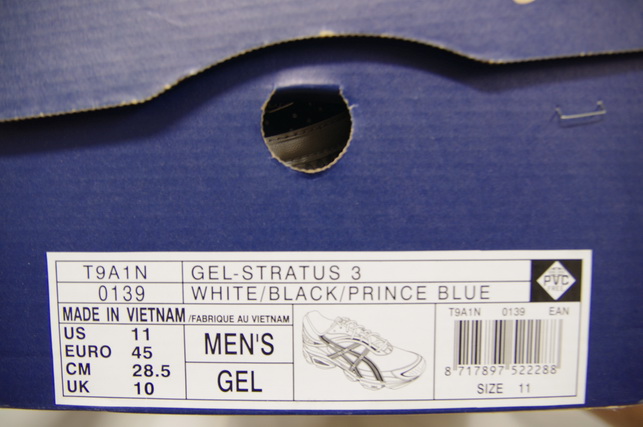 T9A1N GEL-STRATUS 3
0139 WHITE/BLACK/PRINCE BLUE
PVC
FREE
MADE IN VIETNAM /FABRIQUE AU VIETNAM
US 11
EURO 45
CM 28.5
UK 10
MEN'S
GEL
T9A1N 0139 EAN
8 717897 522288
SIZE 11